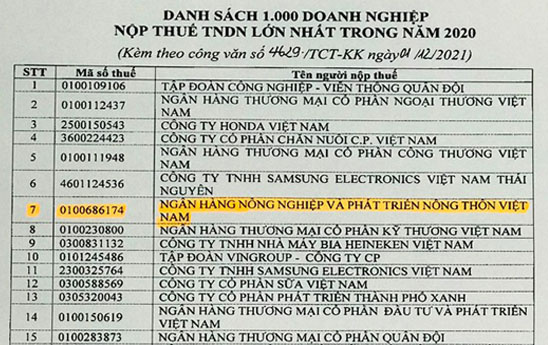 DANH SÁCH 1.000 DOANH NGHIỆP
NỘP THUẾ TNDN LỚN NHẤT TRONG NĂM 2020
(Kèm theo công văn số 4629/TCT-KK ngày 01/12/2021)
STT Mã số thuế Tên người nộp thuế
1 0100109106 TẬP ĐOÀN CÔNG NGHIỆP - VIỄN THÔNG QUÂN ĐỘI
2 0100112437 NGÂN HÀNG THƯƠNG MẠI CỔ PHẦN NGOẠI THƯƠNG VIỆT
NAM
3 2500150543 CÔNG TY HONDA VIỆT NAM
4 3600224423 CÔNG TY CỔ PHẦN CHĂN NUÔI C.P. VIỆT NAM
5 0100111948 NGÂN HÀNG THƯƠNG MẠI CỔ PHẦN CÔNG THƯƠNG VIỆT
NAM
6 4601124536 CÔNG TY TNHH SAMSUNG ELECTRONICS VIỆT NAM THÁI
NGUYÊN
7 0100686174 NGÂN HÀNG NÔNG NGHIỆP VÀ PHÁT TRIỂN NÔNG THÔN VIỆT
NAM
8 0100230800 NGÂN HÀNG THƯƠNG MẠI CỔ PHẦN KỸ THƯƠNG VIỆT NAM
9 0300831132 CÔNG TY TNHH NHÀ MÁY BIA HEINEKEN VIỆT NAM
10 0101245486 TẬP ĐOÀN VINGROUP - CÔNG TY CP
11 2300325764 CÔNG TY TNHH SAMSUNG ELECTRONICS VIỆT NAM
12 0300588569 CÔNG TY CỔ PHẦN SỮA VIỆT NAM
13 0305320043 CÔNG TY CỔ PHẦN PHÁT TRIỂN THÀNH PHỐ XANH
14 0100150619 NGÂN HÀNG THƯƠNG MẠI CỔ PHẦN ĐẦU TƯ VÀ PHÁT TRIỂN
VIỆT NAM
15 0100283873 NGÂN HÀNG THƯƠNG MẠI CỔ PHẦN QUÂN ĐỘI